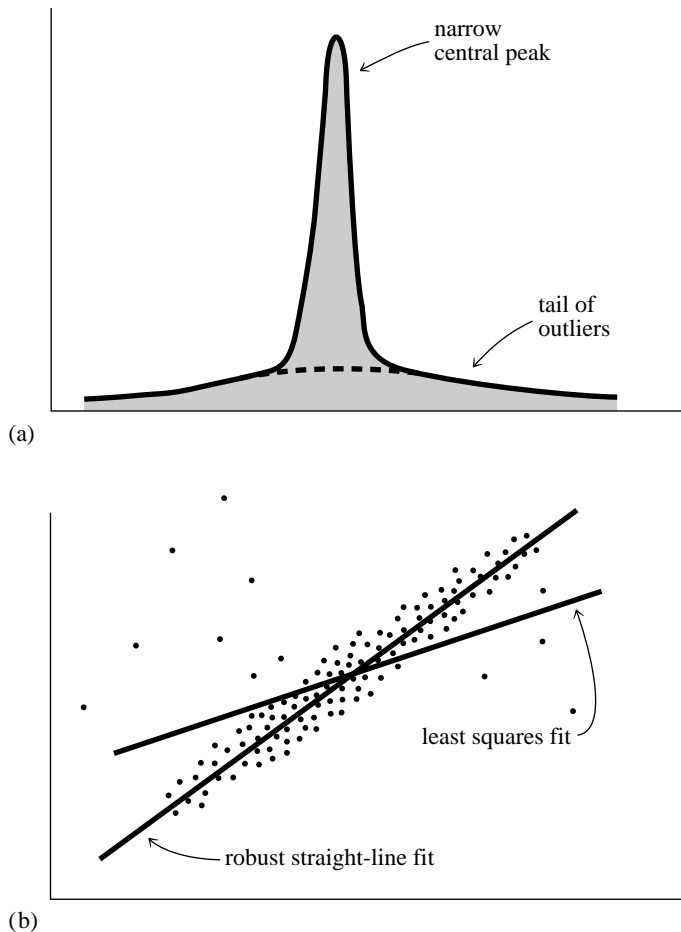 narrow
central peak
tail of
outliers
(a)
least squares fit
robust straight-line fit
(b)